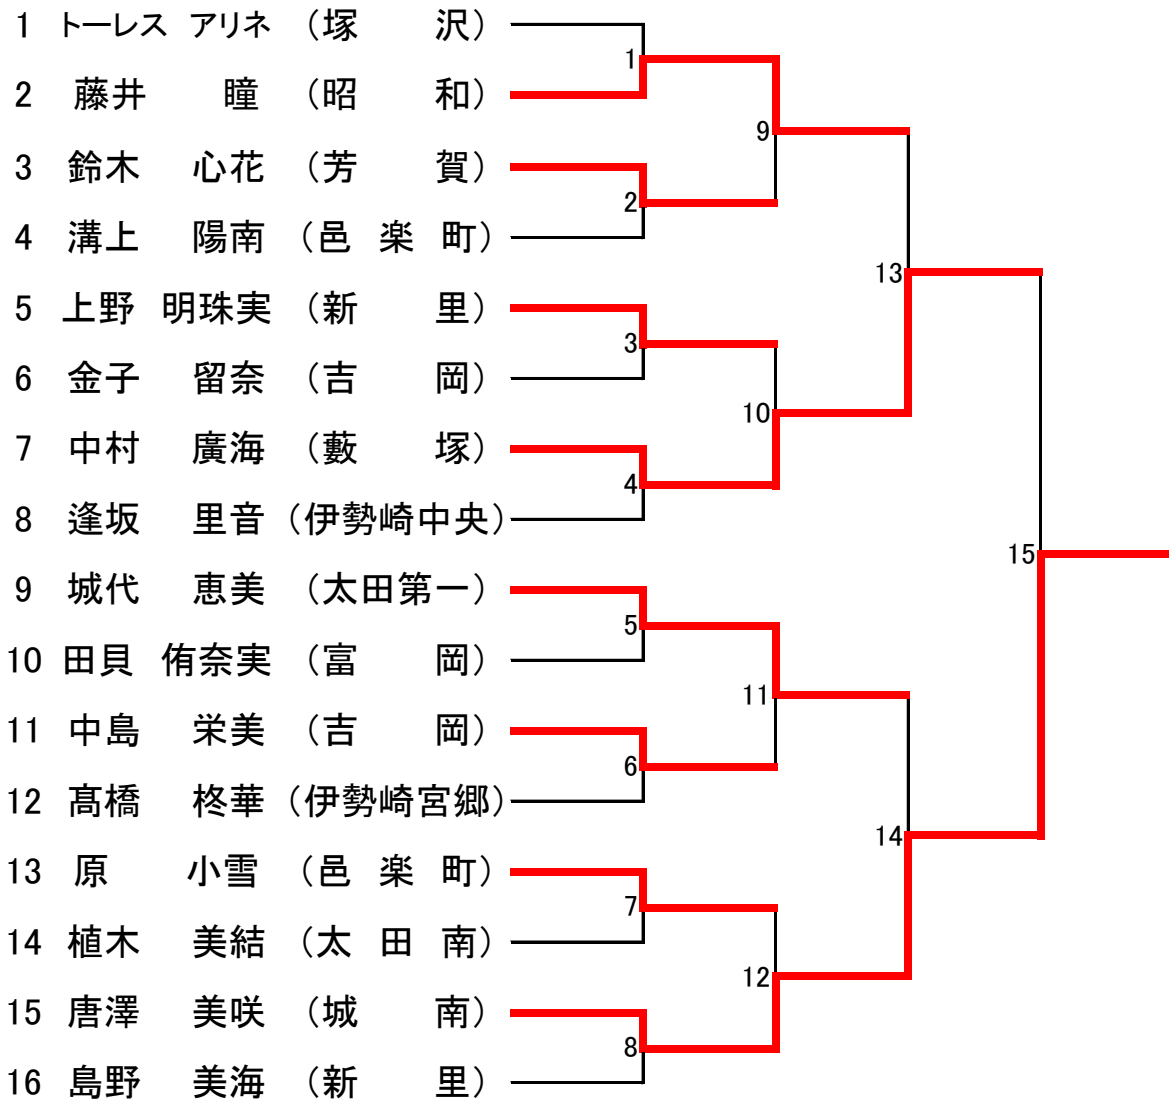 1 トーレス アリネ （塚 沢）
2 藤井 瞳 （昭 和）
3 鈴木 心花 （芳 賀）
4 溝上 陽南 （邑 楽 町）
5 上野 明珠実 （新 里）
6 金子 留奈 （吉 岡）
7 中村 廣海 （藪 塚）
8 逢坂 里音 （伊勢崎中央）
9 城代 恵美 （太田第一）
10 田貝 侑奈実 （富 岡）
11 中島 栄美 （吉 岡）
12 髙橋 柊華 （伊勢崎宮郷）
13 原 小雪 （邑 楽 町）
14 植木 美結 （太 田 南）
15 唐澤 美咲 （城 南）
16 島野 美海 （新 里）
1
2
3
4
5
6
7
8
9
10
11
12
13
14
15